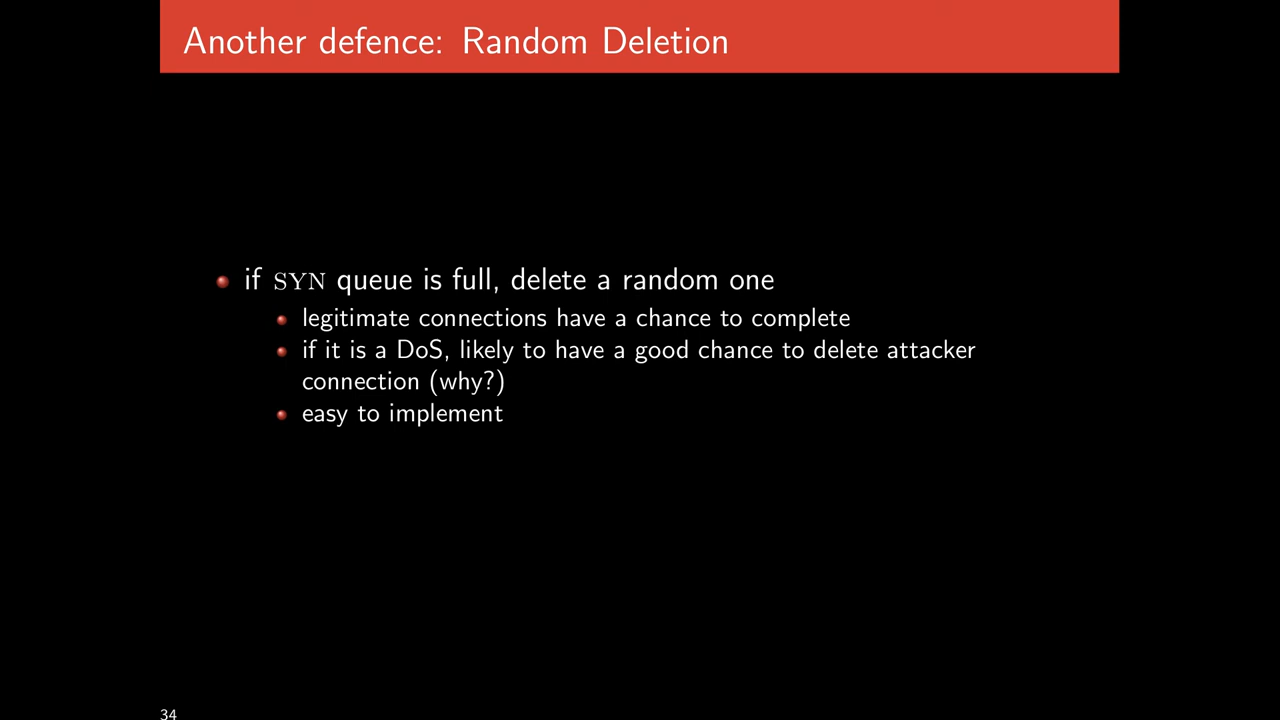 Another defence: Random Deletion
if SYN queue is full, delete a random one
legitimate connections have a chance to complete
if it is a DoS, likely to have a good chance to delete attacker
connection (why?)
easy to implement
34